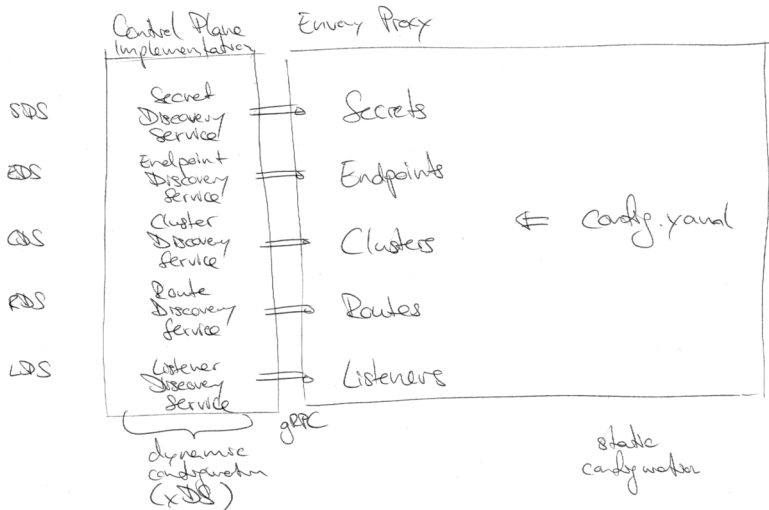 Control Plane
Implementation
Envoy Proxy
SDS
Secret
Discovery
Service
Secrets
EDS
Endpoint
Discovery
Service
Endpoints
CDS
Cluster
Discovery
Service
Clusters
config.yaml
RDS
Route
Discovery
Service
Routes
LDS
Listener
Discovery
Service
Listeners
gRPC
dynamic
configuration
(xDS)
static
configuration